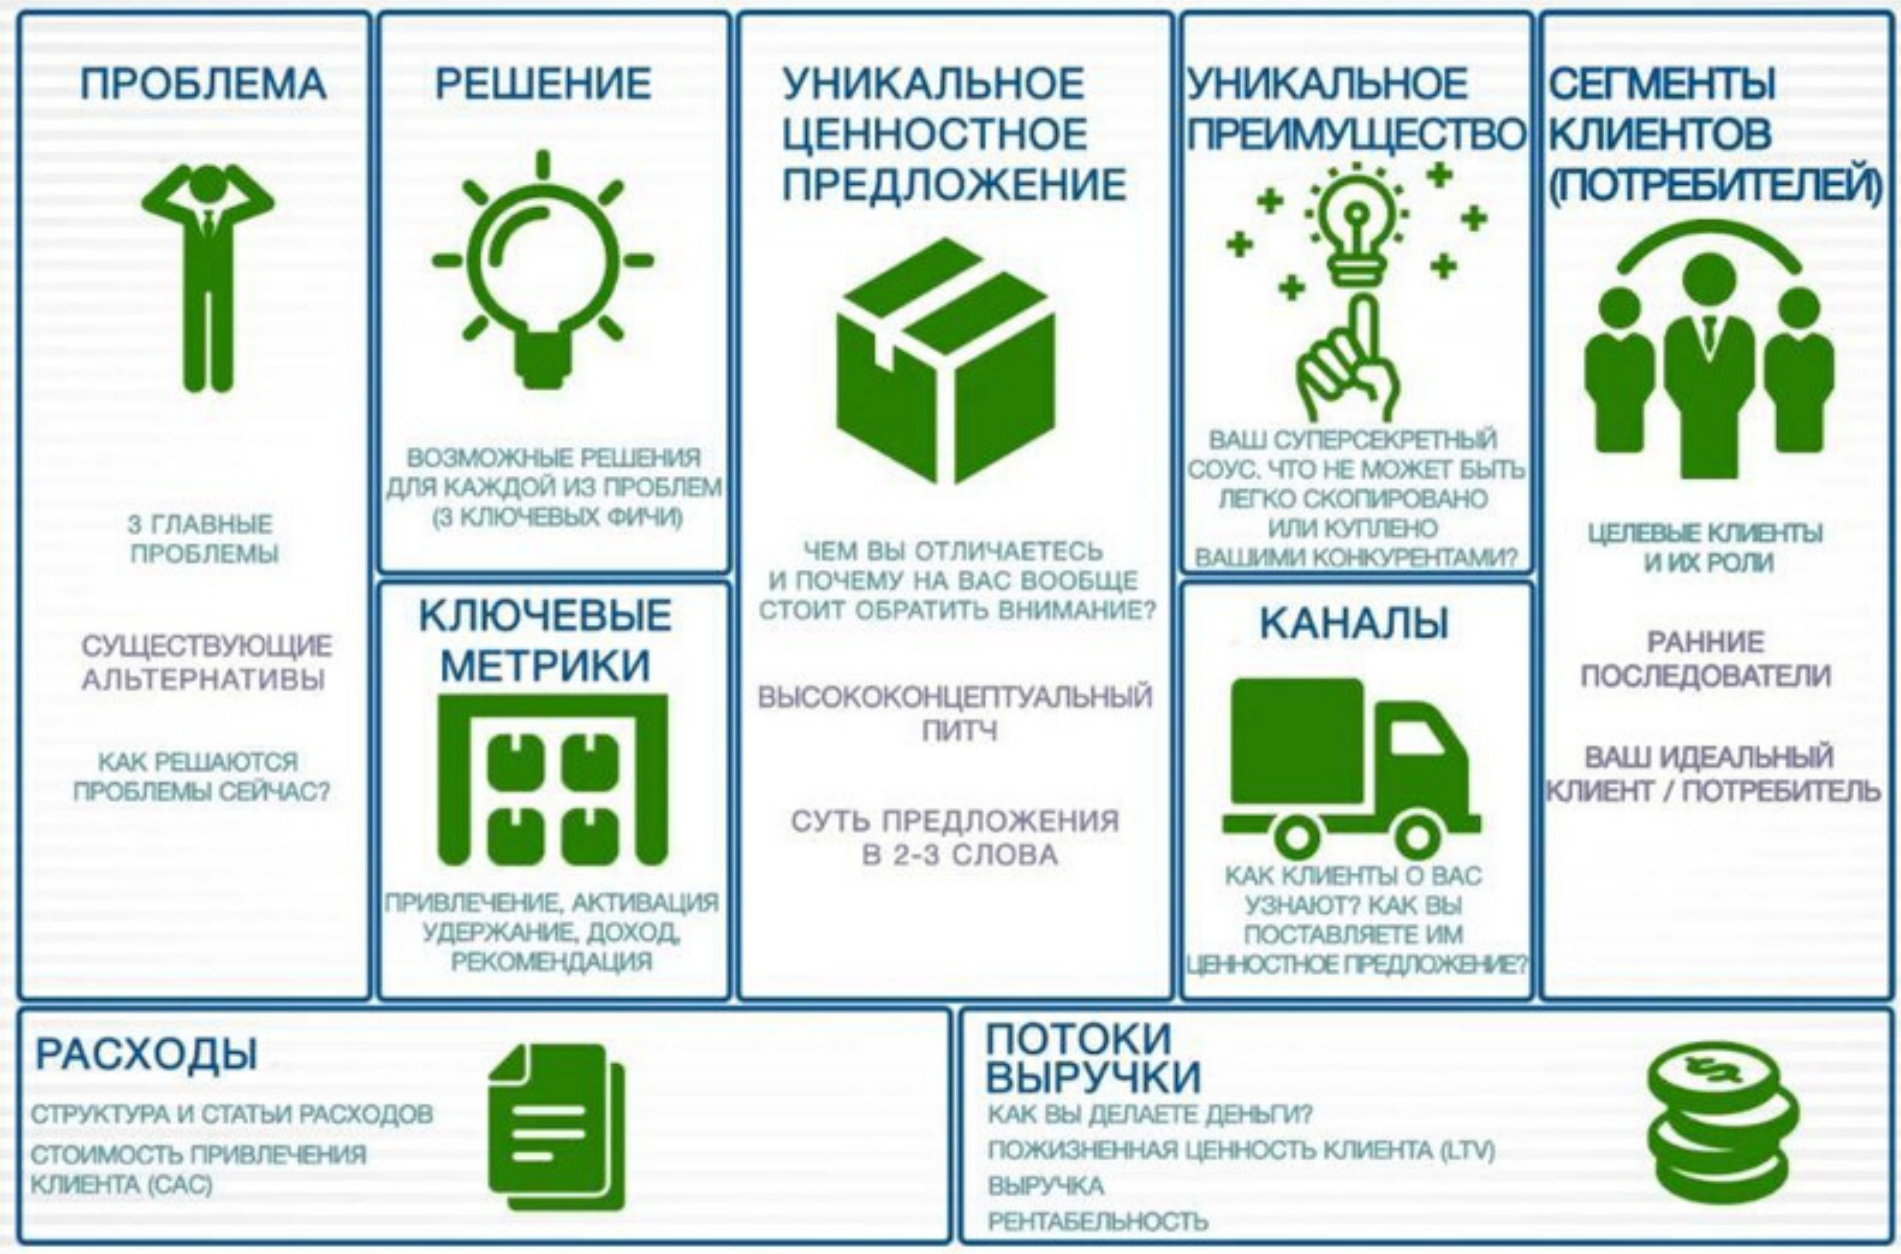 ПРОБЛЕМА
3 ГЛАВНЫЕ
ПРОБЛЕМЫ
СУЩЕСТВУЮЩИЕ
АЛЬТЕРНАТИВЫ
КАК РЕШАЮТСЯ
ПРОБЛЕМЫ СЕЙЧАС?
РЕШЕНИЕ
ВОЗМОЖНЫЕ РЕШЕНИЯ
ДЛЯ КАЖДОЙ ИЗ ПРОБЛЕМ
(3 КЛЮЧЕВЫХ ФИЧИ)
КЛЮЧЕВЫЕ
МЕТРИКИ
ПРИВЛЕЧЕНИЕ, АКТИВАЦИЯ
УДЕРЖАНИЕ, ДОХОД,
РЕКОМЕНДАЦИЯ
УНИКАЛЬНОЕ
ЦЕННОСТНОЕ
ПРЕДЛОЖЕНИЕ
ЧЕМ ВЫ ОТЛИЧАЕТЕСЬ
И ПОЧЕМУ НА ВАС ВООБЩЕ
СТОИТ ОБРАТИТЬ ВНИМАНИЕ?
ВЫСОКОКОНЦЕПТУАЛЬНЫЙ
ПИТЧ
СУТЬ ПРЕДЛОЖЕНИЯ
В 2-3 СЛОВА
УНИКАЛЬНОЕ
ПРЕИМУЩЕСТВО
ВАШ СУПЕРСЕКРЕТНЫЙ
СОУС. ЧТО НЕ МОЖЕТ БЫТЬ
ЛЕГКО СКОПИРОВАНО
ИЛИ КУПЛЕНО
ВАШИМИ КОНКУРЕНТАМИ?
КАНАЛЫ
КАК КЛИЕНТЫ О ВАС
УЗНАЮТ? КАК ВЫ
ПОСТАВЛЯЕТЕ ИМ
ЦЕННОСТНОЕ ПРЕДЛОЖЕНИЕ?
СЕГМЕНТЫ
КЛИЕНТОВ
(ПОТРЕБИТЕЛЕЙ)
ЦЕЛЕВЫЕ КЛИЕНТЫ
И ИХ РОЛИ
РАННИЕ
ПОСЛЕДОВАТЕЛИ
ВАШ ИДЕАЛЬНЫЙ
КЛИЕНТ / ПОТРЕБИТЕЛЬ
РАСХОДЫ
СТРУКТУРА И СТАТЬИ РАСХОДОВ
СТОИМОСТЬ ПРИВЛЕЧЕНИЯ
КЛИЕНТА (CAC)
ПОТОКИ
ВЫРУЧКИ
КАК ВЫ ДЕЛАЕТЕ ДЕНЬГИ?
ПОЖИЗНЕННАЯ ЦЕННОСТЬ КЛИЕНТА (LTV)
ВЫРУЧКА
РЕНТАБЕЛЬНОСТЬ
$